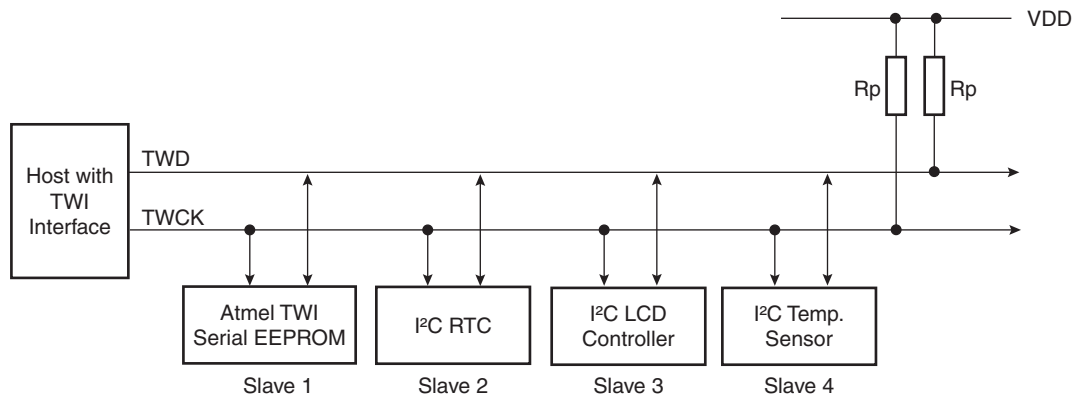 VDD
Rp
Rp
Host with
TWI
Interface
TWD
TWCK
Atmel TWI
Serial EEPROM
I²C RTC
I²C LCD
Controller
I²C Temp.
Sensor
Slave 1
Slave 2
Slave 3
Slave 4